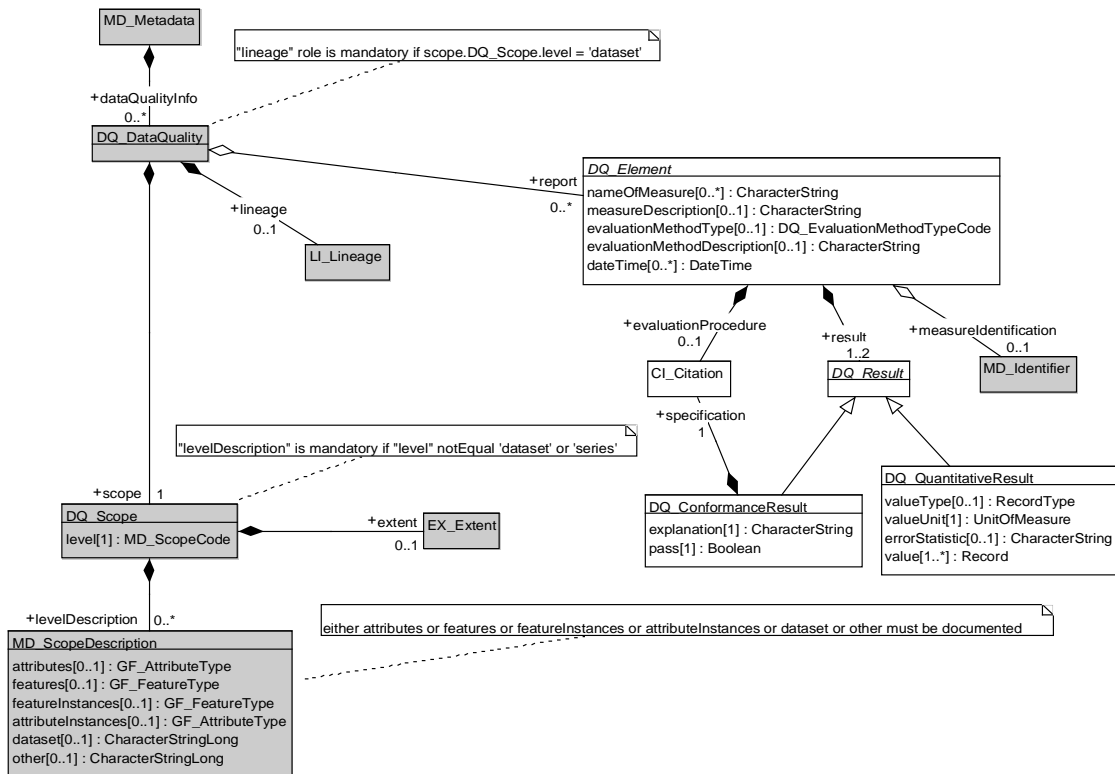 MD_Metadata
"lineage" role is mandatory if scope.DQ_Scope.level = 'dataset'
+dataQualityInfo
0..*
DQ_DataQuality
+report
0..*
DQ_Element
nameOfMeasure[0..*] : CharacterString
measureDescription[0..1] : CharacterString
evaluationMethodType[0..1] : DQ_EvaluationMethodTypeCode
evaluationMethodDescription[0..1] : CharacterString
dateTime[0..*] : DateTime
+lineage
0..1
LI_Lineage
+evaluationProcedure
0..1
+result
1..2
+measureIdentification
0..1
CI_Citation
DQ_Result
MD_Identifier
+specification
1
"levelDescription" is mandatory if "level" notEqual 'dataset' or 'series'
DQ_QuantitativeResult
valueType[0..1] : RecordType
valueUnit[1] : UnitOfMeasure
errorStatistic[0..1] : CharacterString
value[1..*] : Record
DQ_ConformanceResult
explanation[1] : CharacterString
pass[1] : Boolean
+scope
1
DQ_Scope
level[1] : MD_ScopeCode
+extent
0..1
EX_Extent
+levelDescription
0..*
either attributes or features or featureInstances or attributeInstances or dataset or other must be documented
MD_ScopeDescription
attributes[0..1] : GF_AttributeType
features[0..1] : GF_FeatureType
featureInstances[0..1] : GF_FeatureType
attributeInstances[0..1] : GF_AttributeType
dataset[0..1] : CharacterStringLong
other[0..1] : CharacterStringLong